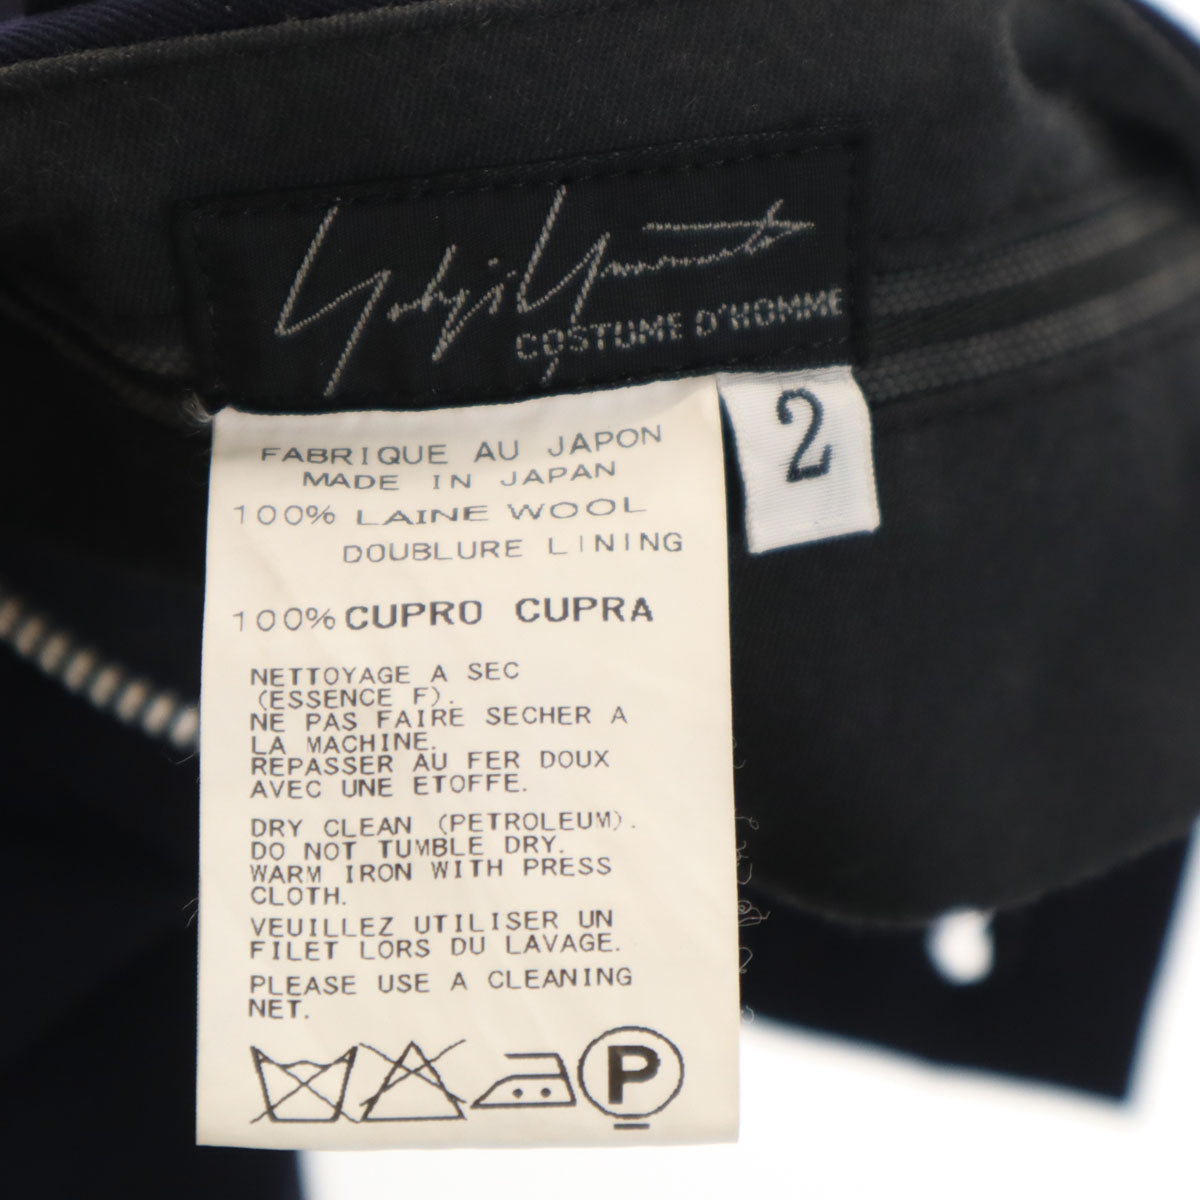 Yohji Yamamoto
COSTUME D'HOMME
2
FABRIQUE AU JAPON
MADE IN JAPAN
100% LAINE WOOL
DOUBLURE LINING
100% CUPRO CUPRA
NETTOYAGE A SEC
(ESSENCE F).
NE PAS FAIRE SECHER A
LA MACHINE.
REPASSER AU FER DOUX
AVEC UNE ETOFFE.
DRY CLEAN (PETROLEUM).
DO NOT TUMBLE DRY.
WARM IRON WITH PRESS
CLOTH.
VEUILLEZ UTILISER UN
FILET LORS DU LAVAGE.
PLEASE USE A CLEANING
NET.
P